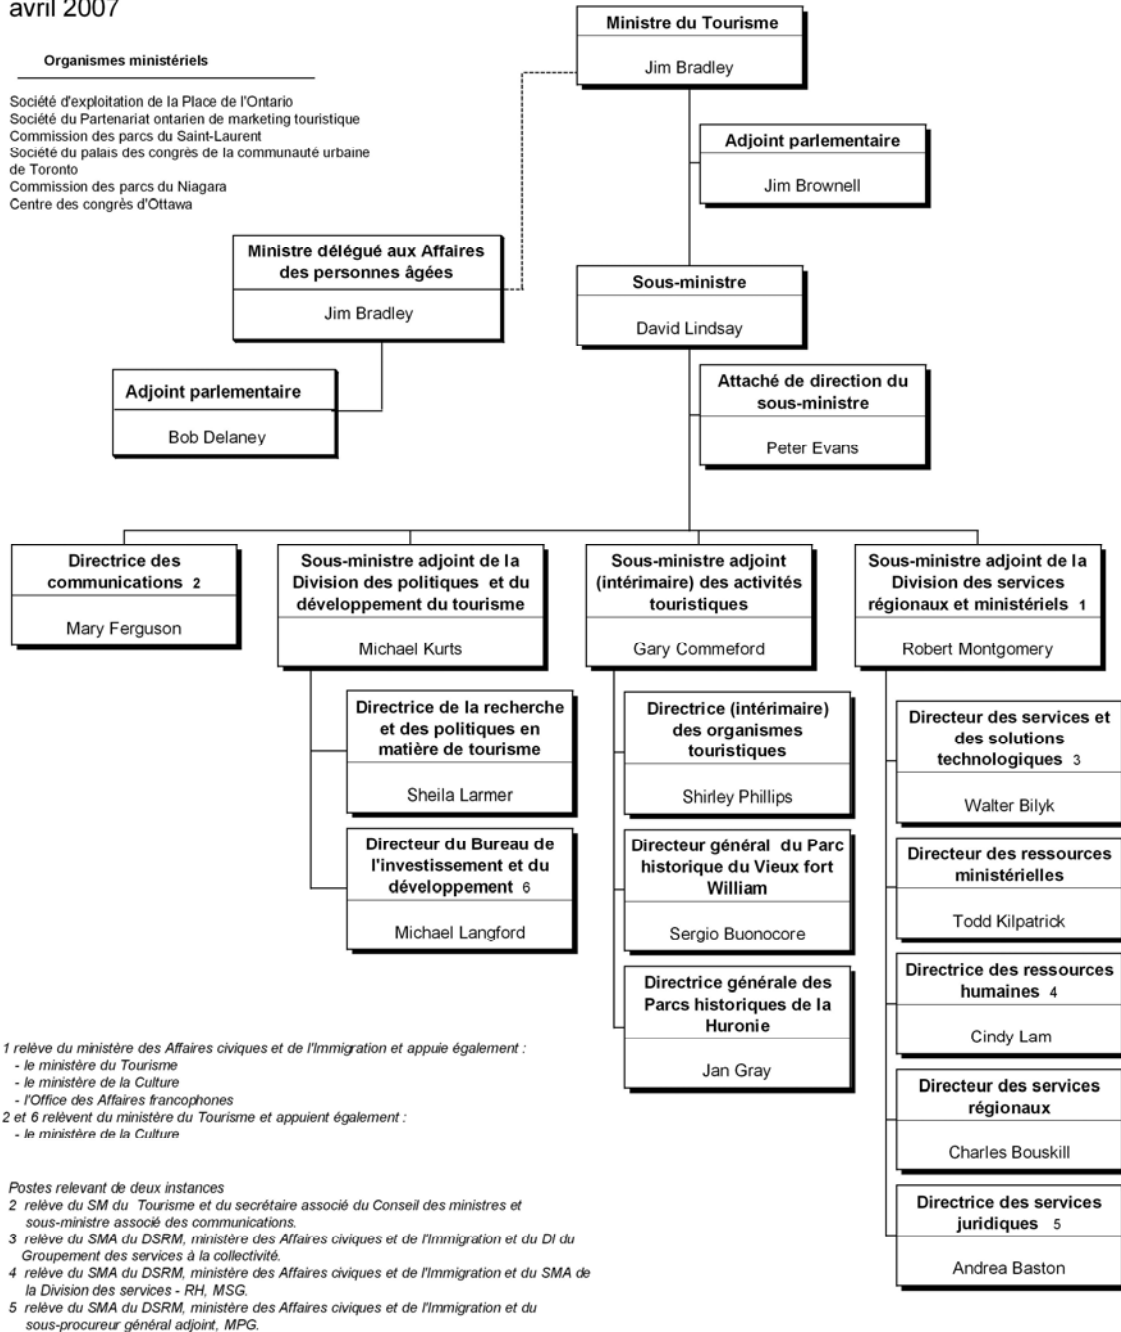 avril 2007
Organismes ministériels
Société d'exploitation de la Place de l'Ontario
Société du Partenariat ontarien de marketing touristique
Commission des parcs du Saint-Laurent
Société du palais des congrès de la communauté urbaine
de Toronto
Commission des parcs du Niagara
Centre des congrès d'Ottawa
Ministre du Tourisme
Jim Bradley
Adjoint parlementaire
Jim Brownell
Ministre délégué aux Affaires
des personnes âgées
Jim Bradley
Adjoint parlementaire
Bob Delaney
Sous-ministre
David Lindsay
Attaché de direction du
sous-ministre
Peter Evans
Directrice des
communications 2
Mary Ferguson
Sous-ministre adjoint de la
Division des politiques et du
développement du tourisme
Michael Kurts
Directrice de la recherche
et des politiques en
matière de tourisme
Sheila Larmer
Directeur du Bureau de
l'investissement et du
développement 6
Michael Langford
Sous-ministre adjoint
(intérimaire) des activités
touristiques
Gary Commeford
Directrice (intérimaire)
des organismes
touristiques
Shirley Phillips
Directeur général du Parc
historique du Vieux fort
William
Sergio Buonocore
Directrice générale des
Parcs historiques de la
Huronie
Jan Gray
Sous-ministre adjoint de la
Division des services
régionaux et ministériels 1
Robert Montgomery
Directeur des services et
des solutions
technologiques 3
Walter Bilyk
Directeur des ressources
ministérielles
Todd Kilpatrick
Directrice des ressources
humaines 4
Cindy Lam
Directeur des services
régionaux
Charles Bouskill
Directrice des services
juridiques 5
Andrea Baston
1 relève du ministère des Affaires civiques et de l'Immigration et appuie également :
- le ministère du Tourisme
- le ministère de la Culture
- l'Office des Affaires francophones
2 et 6 relèvent du ministère du Tourisme et appuient également :
- le ministère de la Culture
Postes relevant de deux instances
2 relève du SM du Tourisme et du secrétaire associé du Conseil des ministres et
sous-ministre associé des communications.
3 relève du SMA du DSRM, ministère des Affaires civiques et de l'Immigration et du DI du
Groupement des services à la collectivité.
4 relève du SMA du DSRM, ministère des Affaires civiques et de l'Immigration et du SMA de
la Division des services - RH, MSG.
5 relève du SMA du DSRM, ministère des Affaires civiques et de l'Immigration et du
sous-procureur général adjoint, MPG.